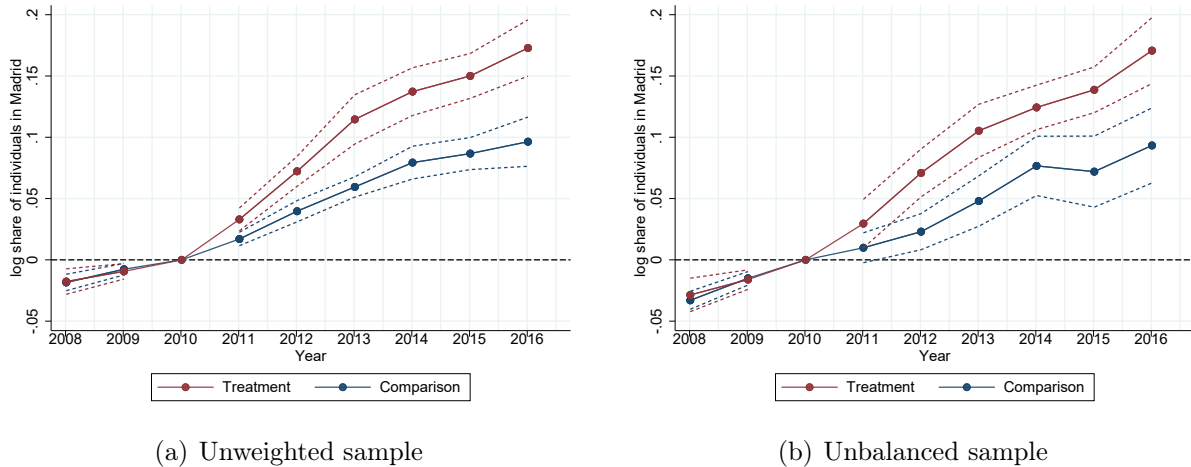 log share of individuals in Madrid
.2
.15
.1
.05
0
-.05
2008 2009 2010 2011 2012 2013 2014 2015 2016
Year
Treatment Comparison
(a) Unweighted sample
log share of individuals in Madrid
.2
.15
.1
.05
0
-.05
2008 2009 2010 2011 2012 2013 2014 2015 2016
Year
Treatment Comparison
(b) Unbalanced sample